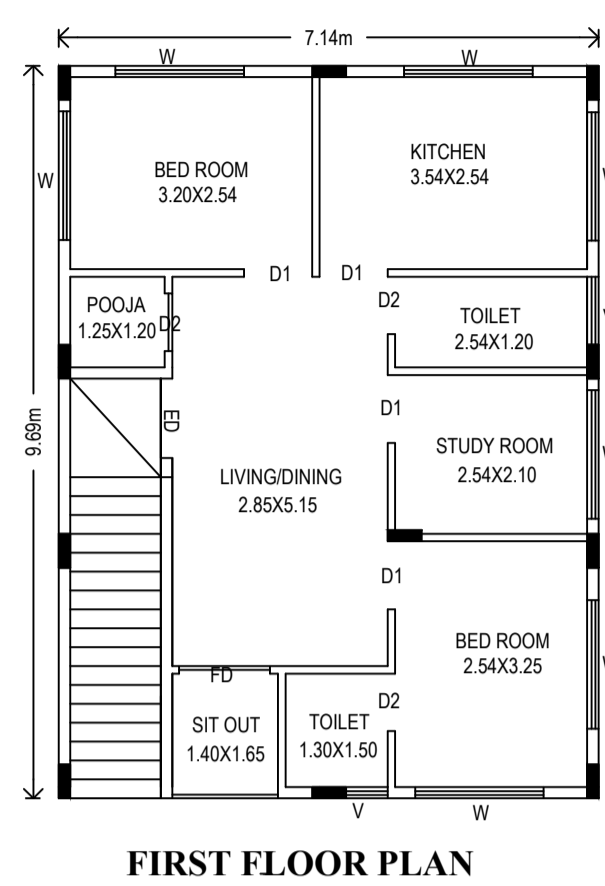 7.14m
W
W
BED ROOM
3.20X2.54
KITCHEN
3.54X2.54
W
D1
D1
POOJA
1.25X1.20
D2
D2
TOILET
2.54X1.20
9.69m
ED
D1
STUDY ROOM
2.54X2.10
LIVING/DINING
2.85X5.15
D1
BED ROOM
2.54X3.25
FD
SIT OUT
1.40X1.65
TOILET
1.30X1.50
D2
V
W
FIRST FLOOR PLAN